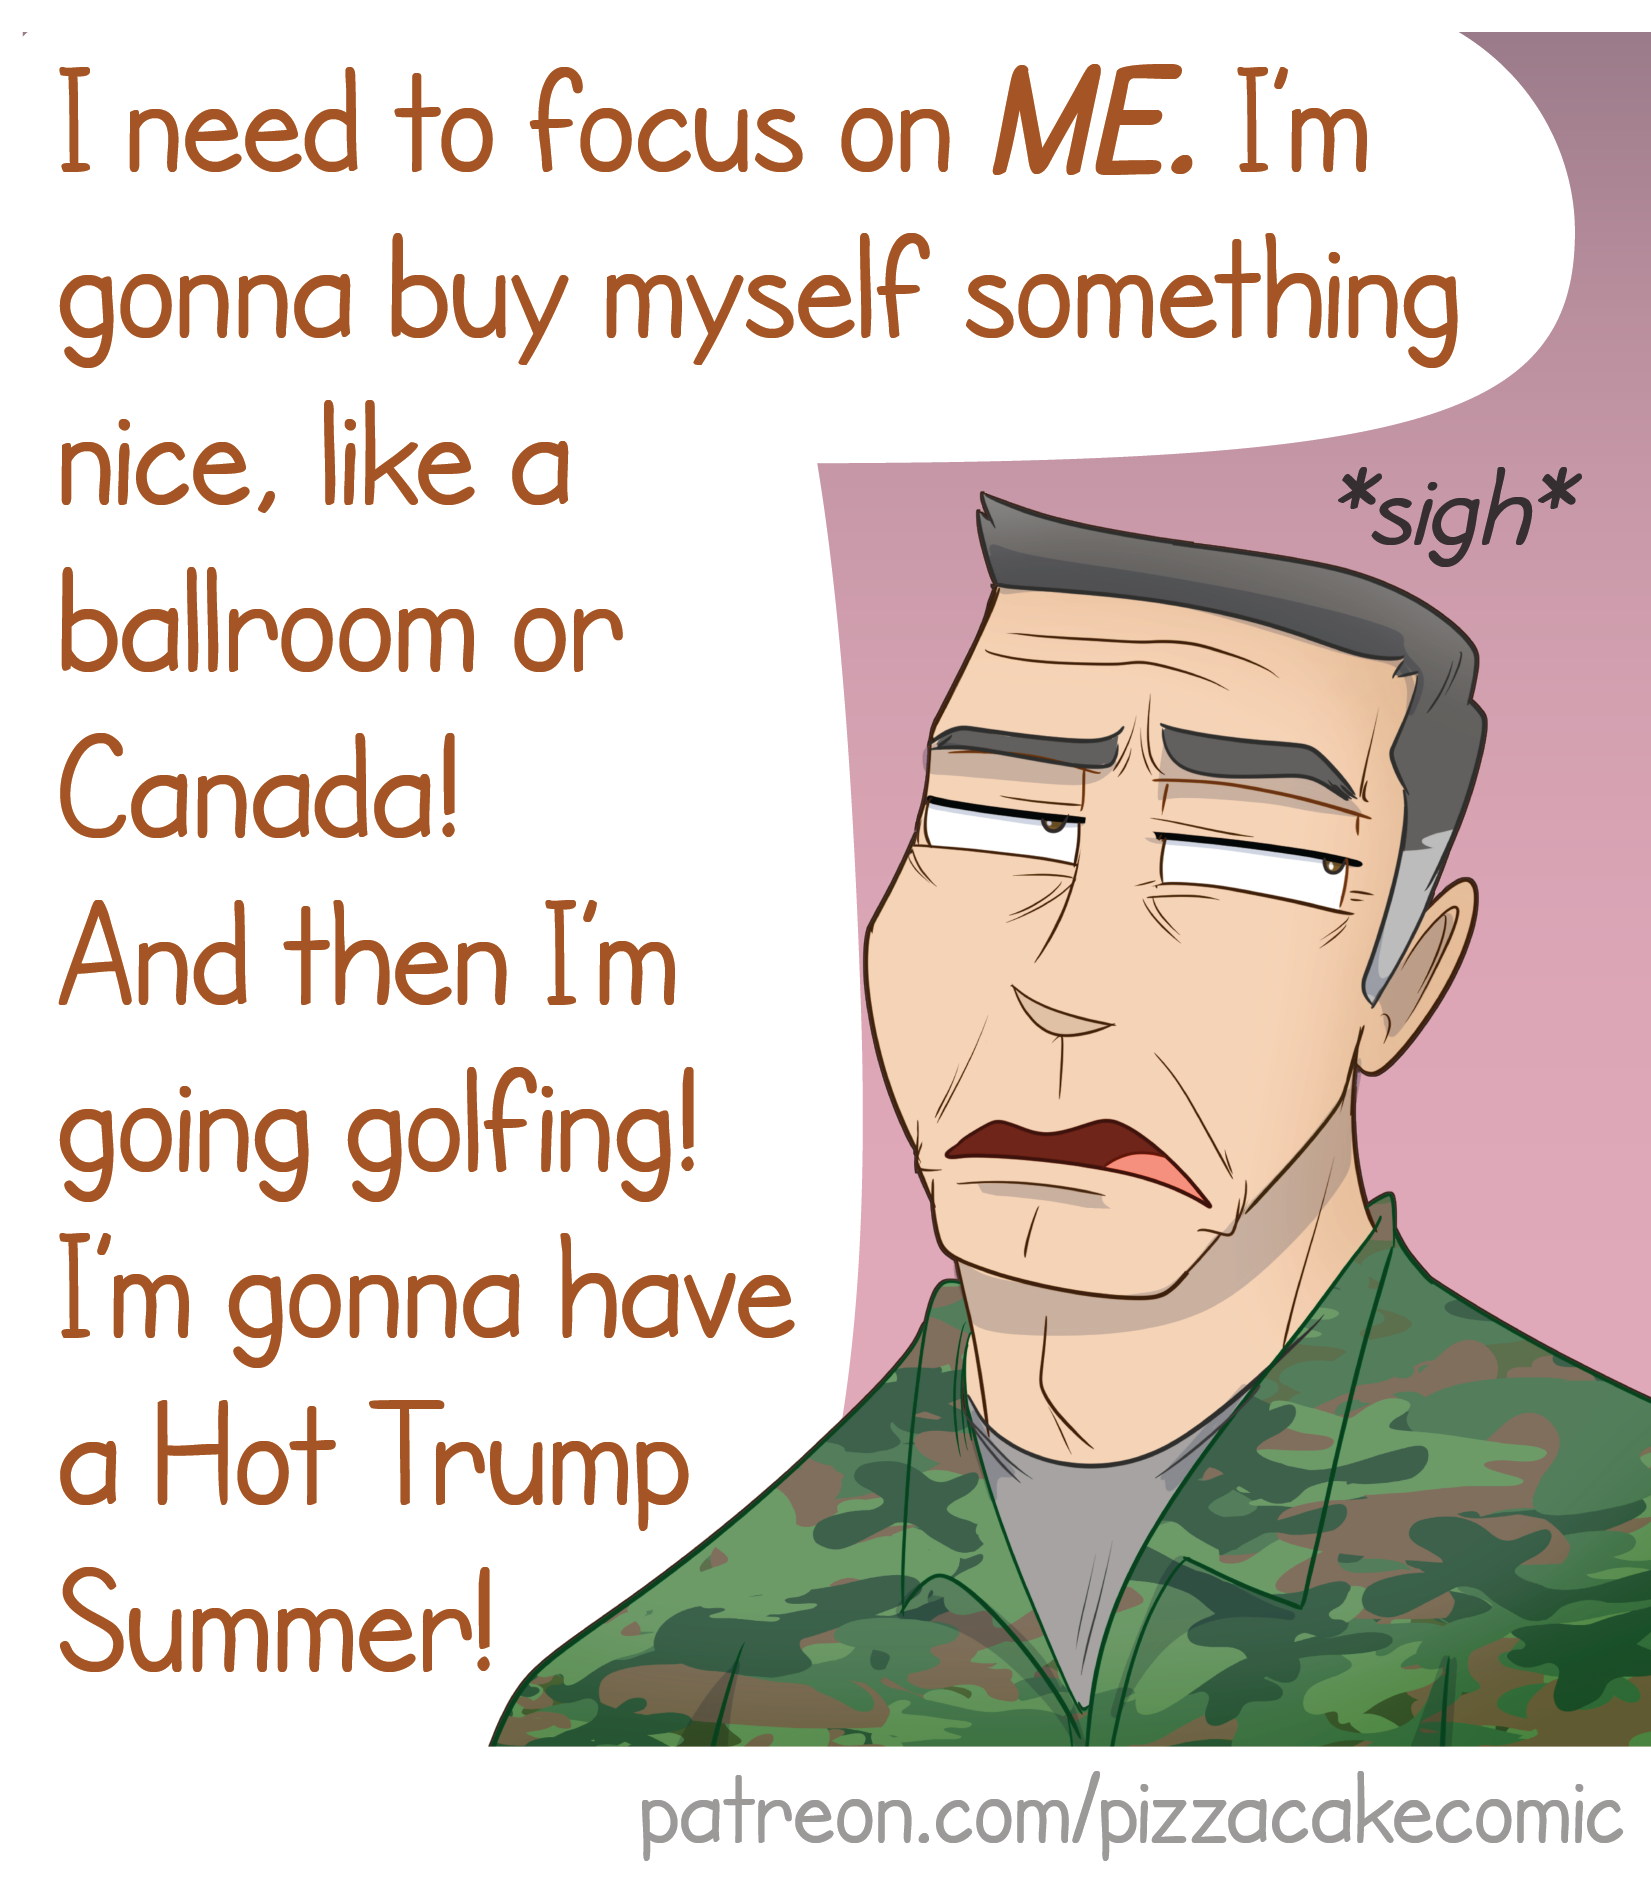 I need to focus on ME. I'm
gonna buy myself something
nice, like a
ballroom or
Canada!
And then I'm
going golfing!
I'm gonna have
a Hot Trump
Summer!
*sigh*
patreon.com/pizzacakecomic